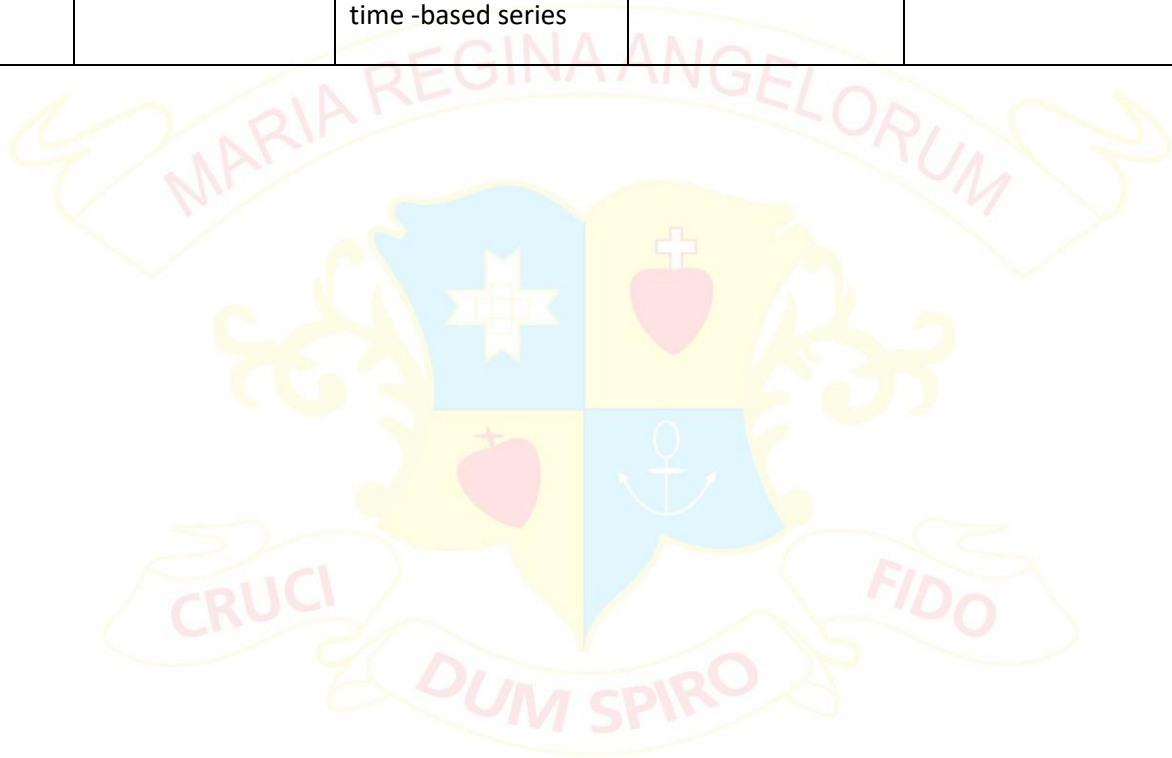 time -based series
MARIA REGINA ANGELORUM
CRUCI
FIDO
DUM SPIRO